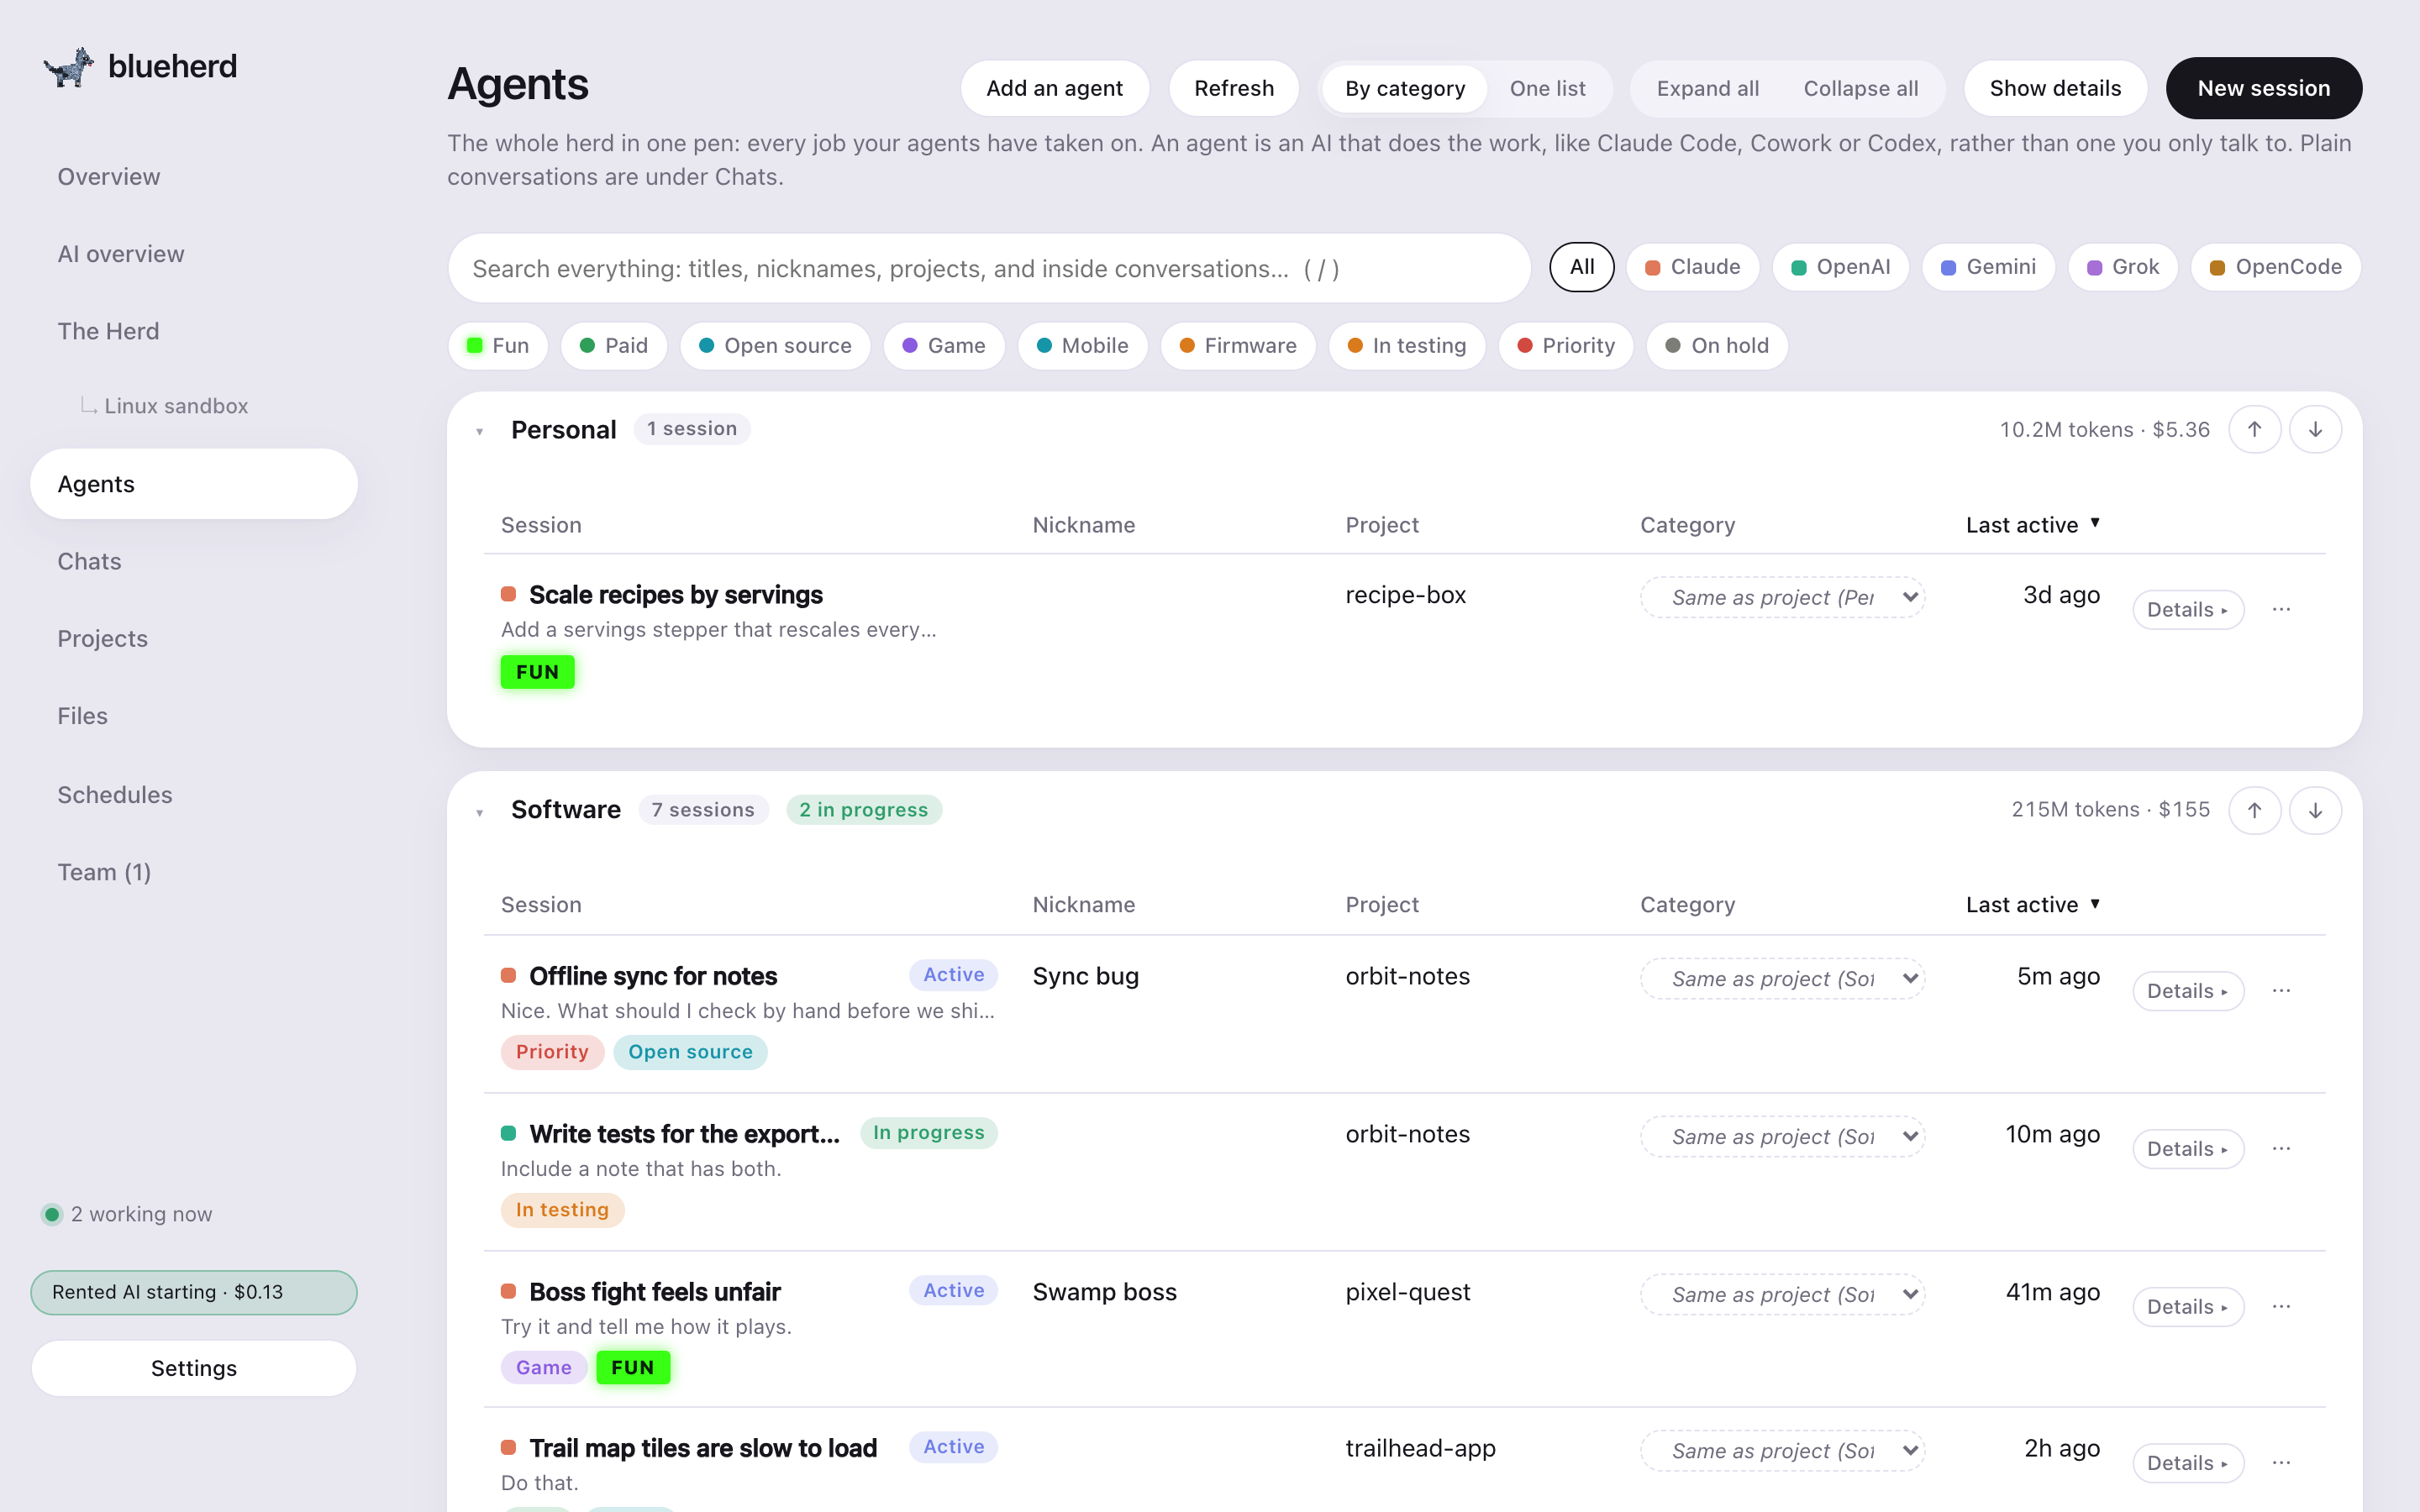 blueherd
Overview
AI overview
The Herd
Linux sandbox
Agents
Chats
Projects
Files
Schedules
Team (1)
2 working now
Rented AI starting · $0.13
Settings
Agents
Add an agent
Refresh
By category
One list
Expand all
Collapse all
Show details
New session
The whole herd in one pen: every job your agents have taken on. An agent is an AI that does the work, like Claude Code, Cowork or Codex, rather than one you only talk to. Plain
conversations are under Chats.
Search everything: titles, nicknames, projects, and inside conversations... ( / )
All
Claude
OpenAI
Gemini
Grok
OpenCode
Fun
Paid
Open source
Game
Mobile
Firmware
In testing
Priority
On hold
Personal 1 session 10.2M tokens · $5.36
Session Nickname Project Category Last active
Scale recipes by servings recipe-box Same as project (Per 3d ago Details ...
Add a servings stepper that rescales every...
FUN
Software 7 sessions 2 in progress 215M tokens · $155
Session Nickname Project Category Last active
Offline sync for notes Active Sync bug orbit-notes Same as project (Sof 5m ago Details ...
Nice. What should I check by hand before we shi...
Priority Open source
Write tests for the export... In progress orbit-notes Same as project (Sof 10m ago Details ...
Include a note that has both.
In testing
Boss fight feels unfair Active Swamp boss pixel-quest Same as project (Sof 41m ago Details ...
Try it and tell me how it plays.
Game FUN
Trail map tiles are slow to load Active trailhead-app Same as project (Sof 2h ago Details ...
Do that.